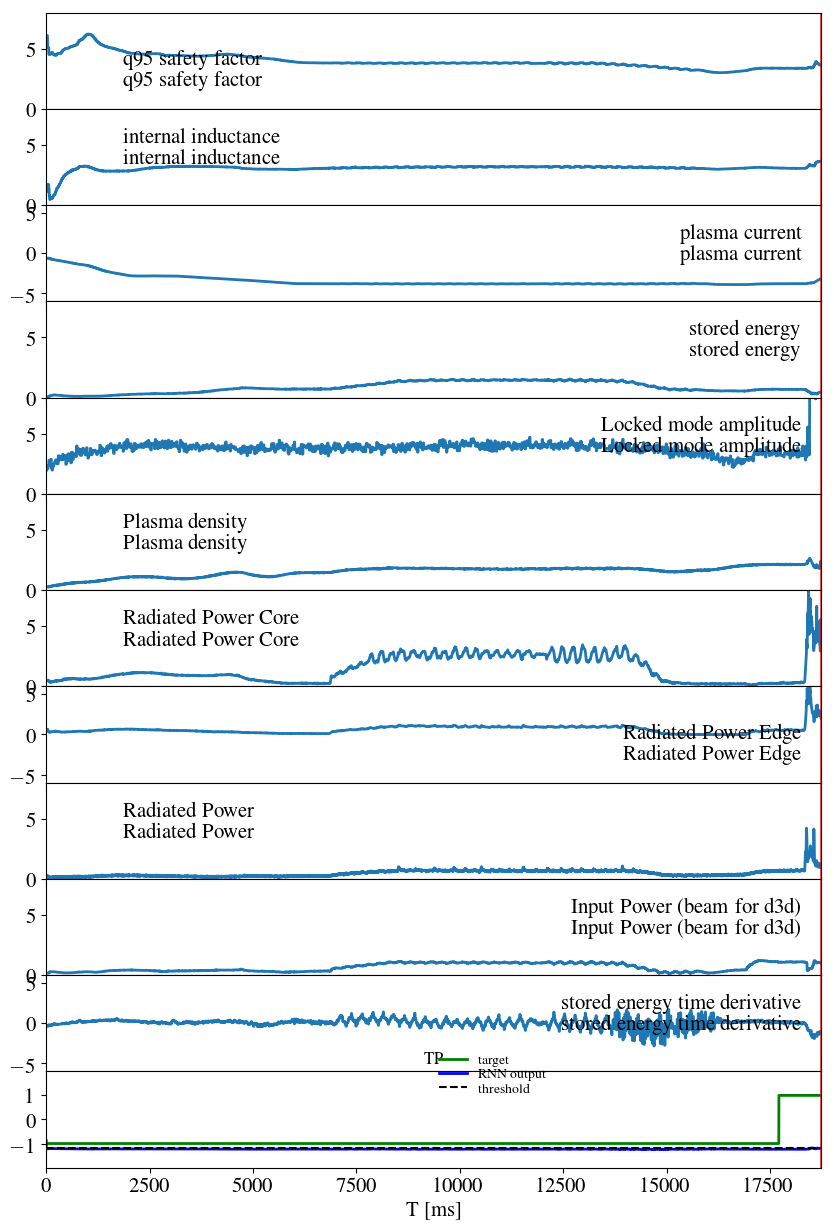 5
q95 safety factor
q95 safety factor
0
internal inductance
5
internal inductance
0
5
plasma current
0
plasma current
−5
stored energy
5
stored energy
0
Locked mode amplitude
5
Locked mode amplitude
0
Plasma density
5
Plasma density
0
Radiated Power Core
5
Radiated Power Core
0
5
0
Radiated Power Edge
Radiated Power Edge
−5
Radiated Power
5
Radiated Power
0
Input Power (beam for d3d)
5
Input Power (beam for d3d)
0
5
stored energy time derivative
0
stored energy time derivative
−5
TP
target
RNN output
threshold
1
0
−1
0 2500 5000 7500 10000 12500 15000 17500
T [ms]